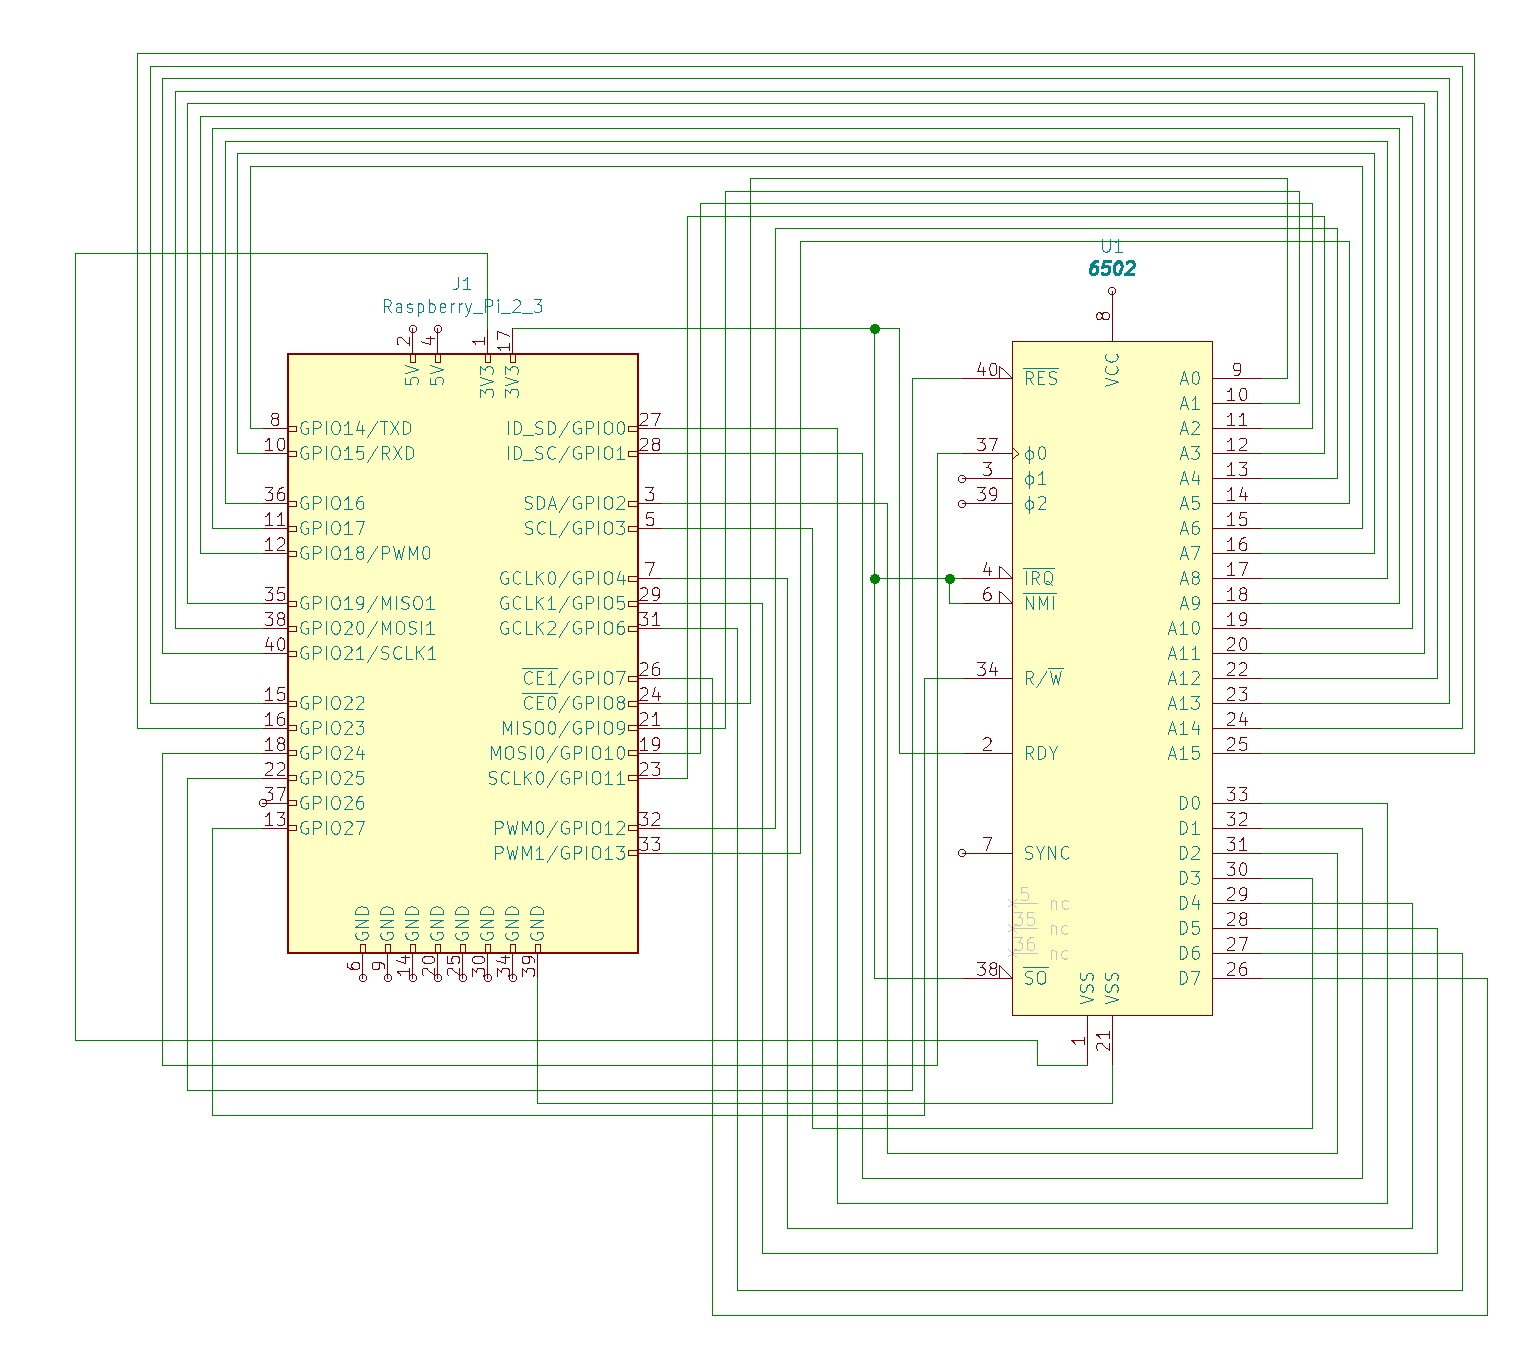 J1
Raspberry_Pi_2_3
2
4
1
17
5V
5V
3V3
3V3
8 GPIO14/TXD
10 GPIO15/RXD
36 GPIO16
11 GPIO17
12 GPIO18/PWM0
35 GPIO19/MISO1
38 GPIO20/MOSI1
40 GPIO21/SCLK1
15 GPIO22
16 GPIO23
18 GPIO24
22 GPIO25
37 GPIO26
13 GPIO27
ID_SD/GPIO0 27
ID_SC/GPIO1 28
SDA/GPIO2 3
SCL/GPIO3 5
GCLK0/GPIO4 7
GCLK1/GPIO5 29
GCLK2/GPIO6 31
CE1/GPIO7 26
CE0/GPIO8 24
MISO0/GPIO9 21
MOSI0/GPIO10 19
SCLK0/GPIO11 23
PWM0/GPIO12 32
PWM1/GPIO13 33
GND
GND
GND
GND
GND
GND
GND
GND
6
9
14
20
25
30
34
39
U1
6502
8
VCC
40 RES
37 ϕ0
3 ϕ1
39 ϕ2
4 IRQ
6 NMI
34 R/W
2 RDY
7 SYNC
5 nc
35 nc
36 nc
38 SO
A0 9
A1 10
A2 11
A3 12
A4 13
A5 14
A6 15
A7 16
A8 17
A9 18
A10 19
A11 20
A12 22
A13 23
A14 24
A15 25
D0 33
D1 32
D2 31
D3 30
D4 29
D5 28
D6 27
D7 26
VSS
VSS
1
21